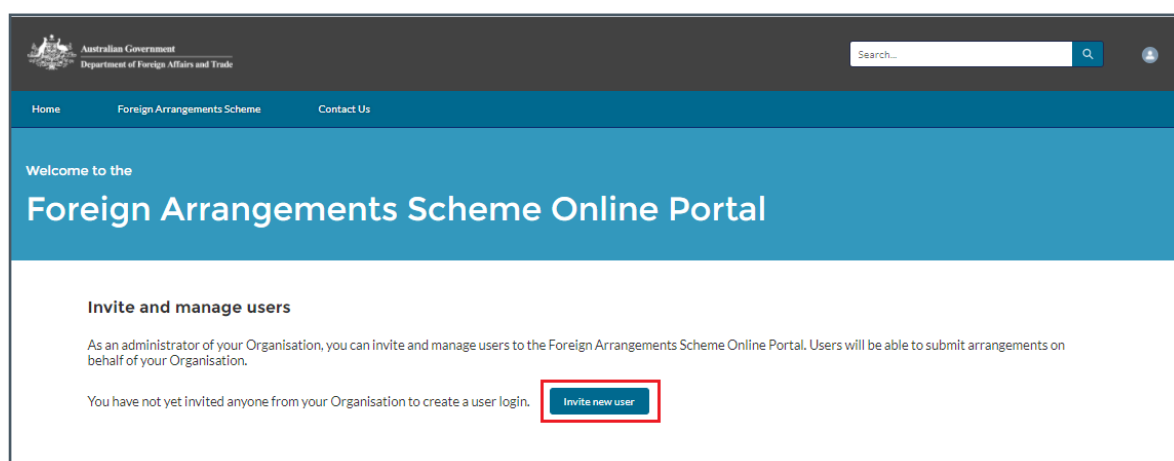 Australian Government
Department of Foreign Affairs and Trade
Search...
Home Foreign Arrangements Scheme Contact Us
Welcome to the
Foreign Arrangements Scheme Online Portal
Invite and manage users
As an administrator of your Organisation, you can invite and manage users to the Foreign Arrangements Scheme Online Portal. Users will be able to submit arrangements on
behalf of your Organisation.
You have not yet invited anyone from your Organisation to create a user login. Invite new user